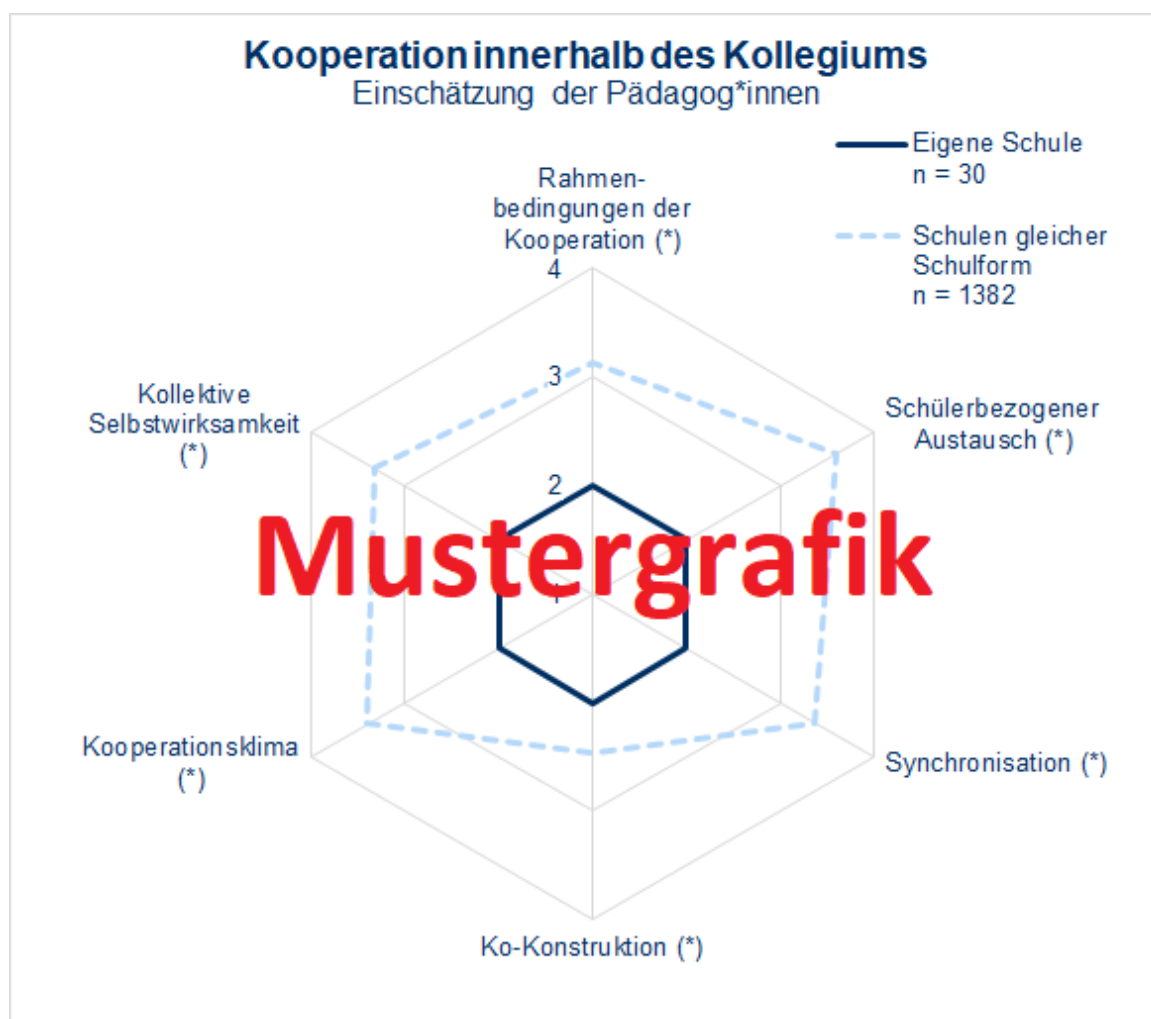 Kooperation innerhalb des Kollegiums
Einschätzung der Pädagog*innen
Eigene Schule
n = 30
Schulen gleicher
Schulform
n = 1382
Rahmen-
bedingungen der
Kooperation (*)
4
3
2
Kollektive
Selbstwirksamkeit
(*)
Schülerbezogener
Austausch (*)
Mustergrafik
Kooperationsklima
(*)
Synchronisation (*)
Ko-Konstruktion (*)